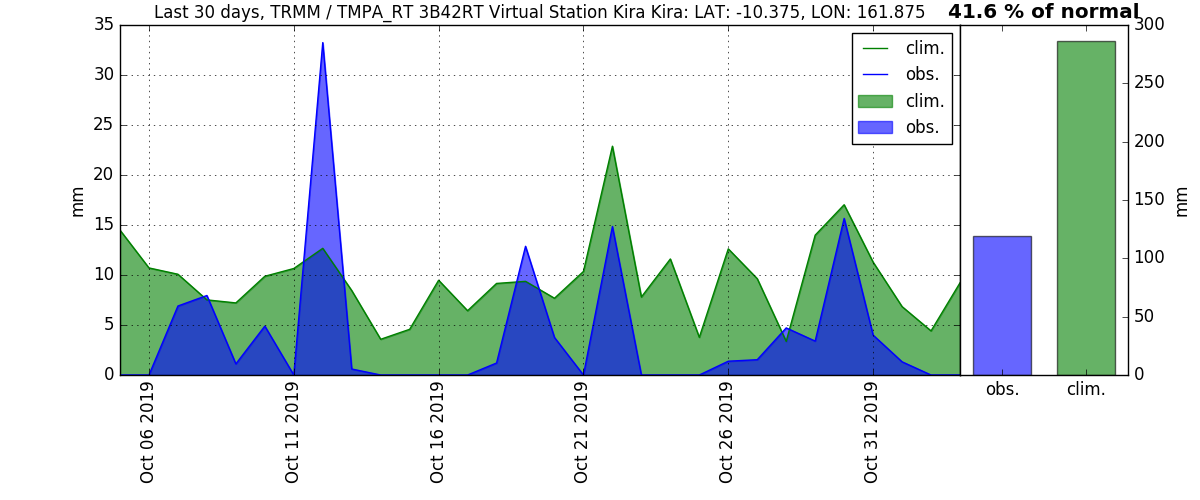 Last 30 days, TRMM / TMPA_RT 3B42RT Virtual Station Kira Kira: LAT: -10.375, LON: 161.875
41.6 % of normal
35
30
25
20
15
10
5
0
mm
clim.
obs.
clim.
obs.
300
250
200
150
100
50
0
mm
obs.
clim.
Oct 06 2019
Oct 11 2019
Oct 16 2019
Oct 21 2019
Oct 26 2019
Oct 31 2019